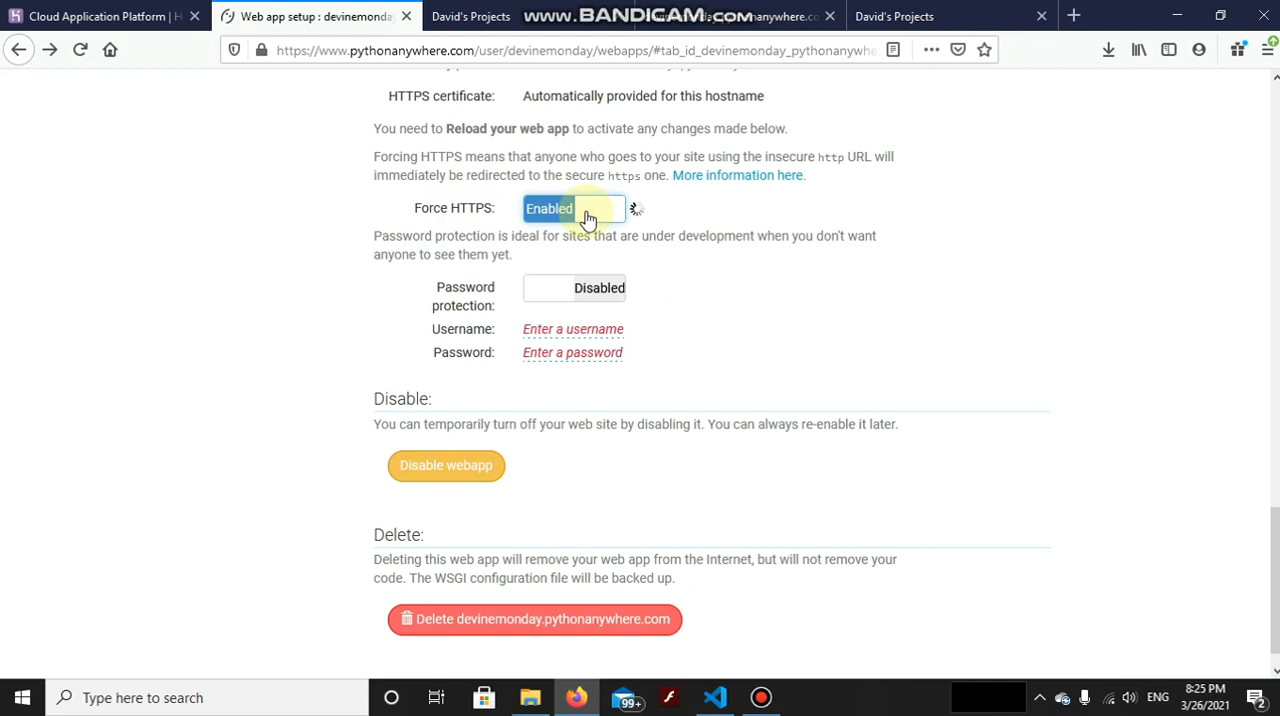 Cloud Application Platform | H
Web app setup : devinemonday
David's Projects
www.BANDICAM.com
anywhere.co
David's Projects
https://www.pythonanywhere.com/user/devinemonday/webapps/#tab_id_devinemonday_pythonanywhe
HTTPS certificate: Automatically provided for this hostname
You need to Reload your web app to activate any changes made below.
Forcing HTTPS means that anyone who goes to your site using the insecure http URL will
immediately be redirected to the secure https one. More information here.
Force HTTPS: Enabled
Password protection is ideal for sites that are under development when you don't want
anyone to see them yet.
Password
protection:
Disabled
Username: Enter a username
Password: Enter a password
Disable:
You can temporarily turn off your web site by disabling it. You can always re-enable it later.
Disable webapp
Delete:
Deleting this web app will remove your web app from the Internet, but will not remove your
code. The WSGI configuration file will be backed up.
Delete devinemonday.pythonanywhere.com
Type here to search
99+
ENG
8:25 PM
3/26/2021
2